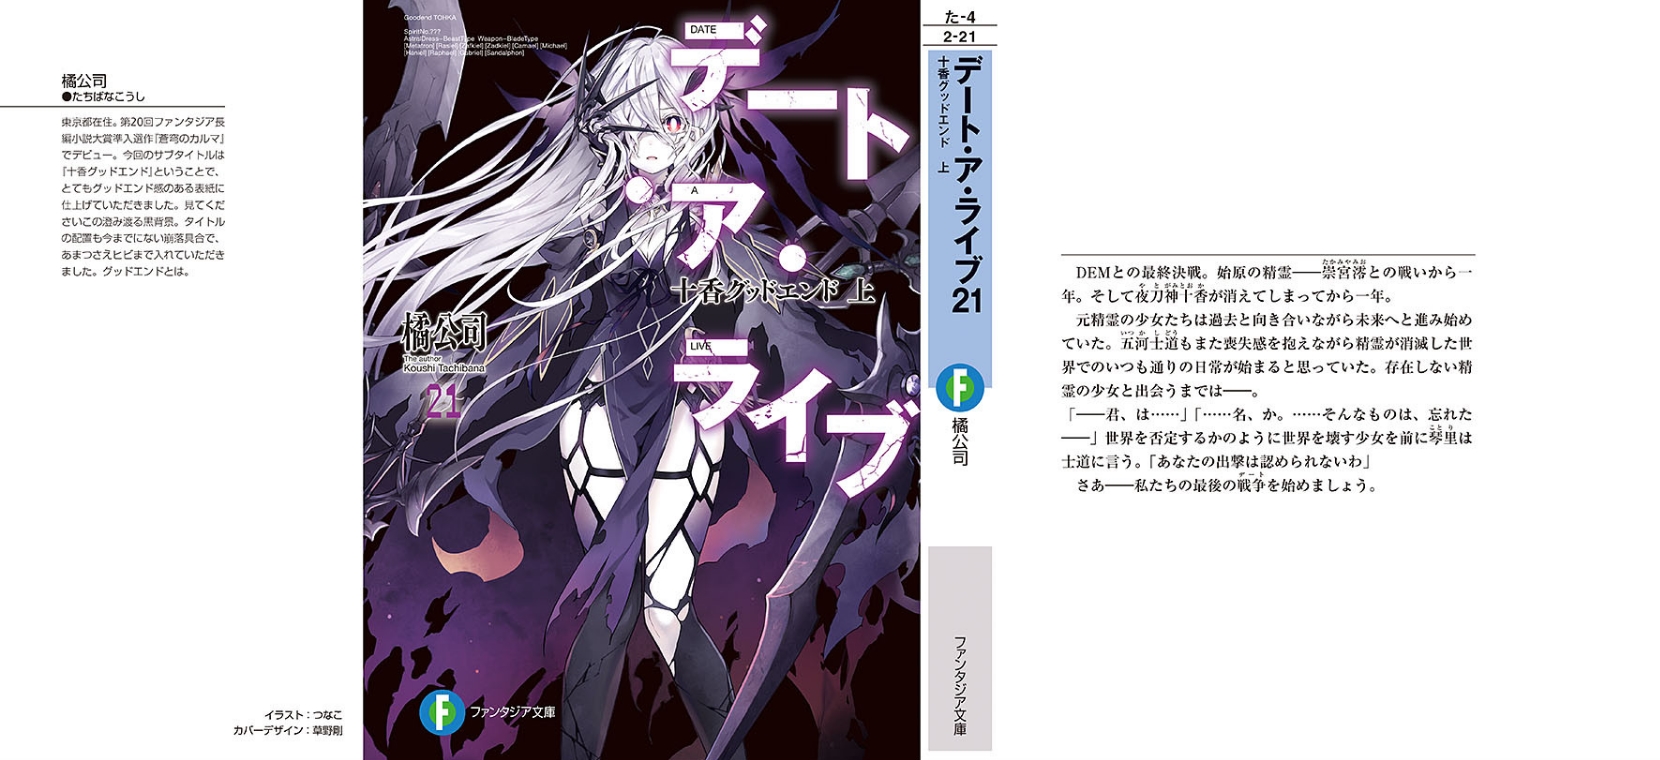 橘公司
●たちばなこうし
東京都在住。第20回ファンタジア長
編小説大賞準入選作『蒼穹のカルマ』
でデビュー。今回のサブタイトルは
『十香グッドエンド』ということで、
とてもグッドエンド感のある表紙に
仕上げていただきました。見てくだ
さいこの澄み渡る黒背景。タイトル
の配置も今までにない崩落具合で、
あまつさえヒビまで入れていただき
ました。グッドエンドとは。
イラスト：つなこ
カバーデザイン：草野剛
Goodend TOHKA
SpiritNo.???
AstralDress-BeastType Weapon-BladeType
[Metatron] [Rasiel] [Zafkiel] [Zadkiel] [Camael] [Michael]
[Haniel] [Raphael] [Gabriel] [Sandalphon]
DATE
デート・
A
ア・
LIVE
ライブ
十香グッドエンド 上
橘公司
The author
Koushi Tachibana
21
ファンタジア文庫
た-4
2-21
デート・ア・ライブ21
十香グッドエンド 上
橘公司
ファンタジア文庫
DEMとの最終決戦。始原の精霊――崇宮澪との戦いから一
年。そして夜刀神十香が消えてしまってから一年。
元精霊の少女たちは過去と向き合いながら未来へと進み始め
ていた。五河士道もまた喪失感を抱えながら精霊が消滅した世
界でのいつも通りの日常が始まると思っていた。存在しない精
霊の少女と出会うまでは――。
「――君、は……」「……名、か。……そんなものは、忘れた
――」世界を否定するかのように世界を壊す少女を前に琴里は
士道に言う。「あなたの出撃は認められないわ」
さあ――私たちの最後の戦争を始めましょう。